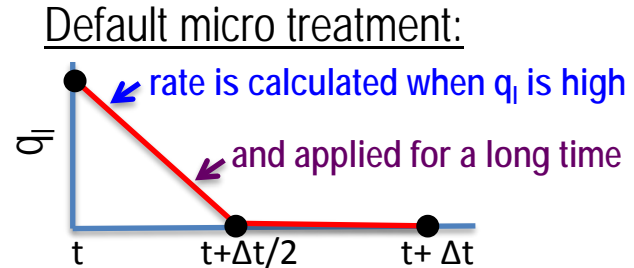 Default micro treatment:
rate is calculated when qₗ is high
and applied for a long time
qₗ
t t+Δt/2 t+ Δt